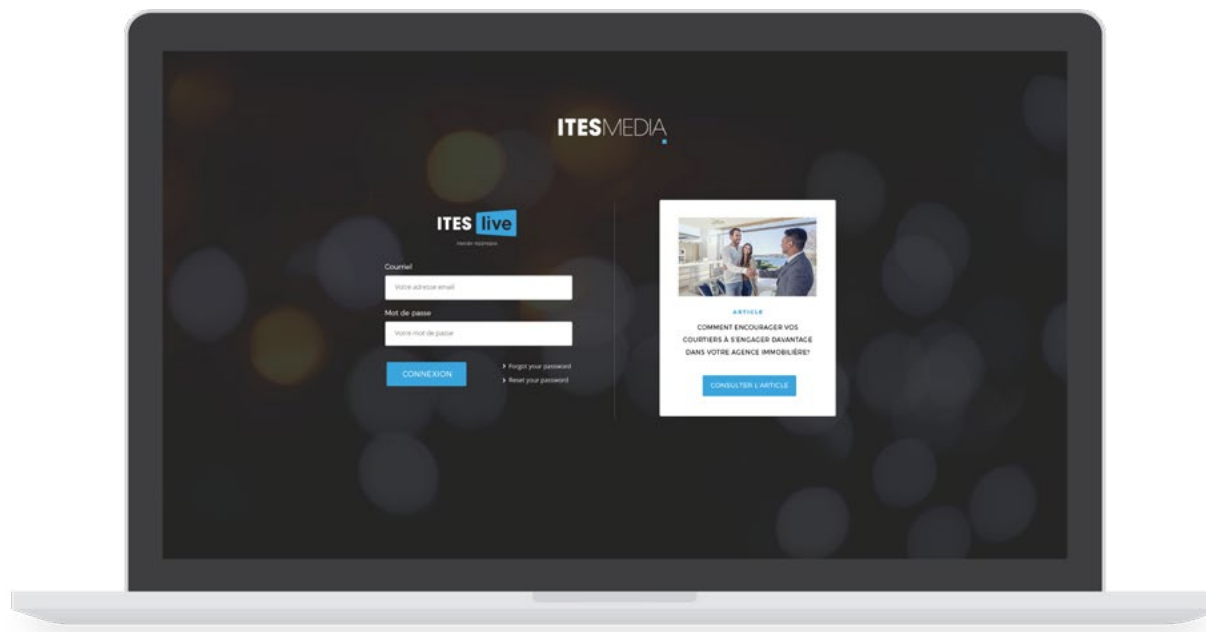 ITESMEDIA
ITES live
Courriel
Votre adresse email
Mot de passe
Votre mot de passe
CONNEXION
Forgot your password
Reset your password
ARTICLE
COMMENT ENCOURAGER VOS
COURTIERS À S'ENGAGER DAVANTAGE
DANS VOTRE AGENCE IMMOBILIÈRE?
CONSULTER L'ARTICLE